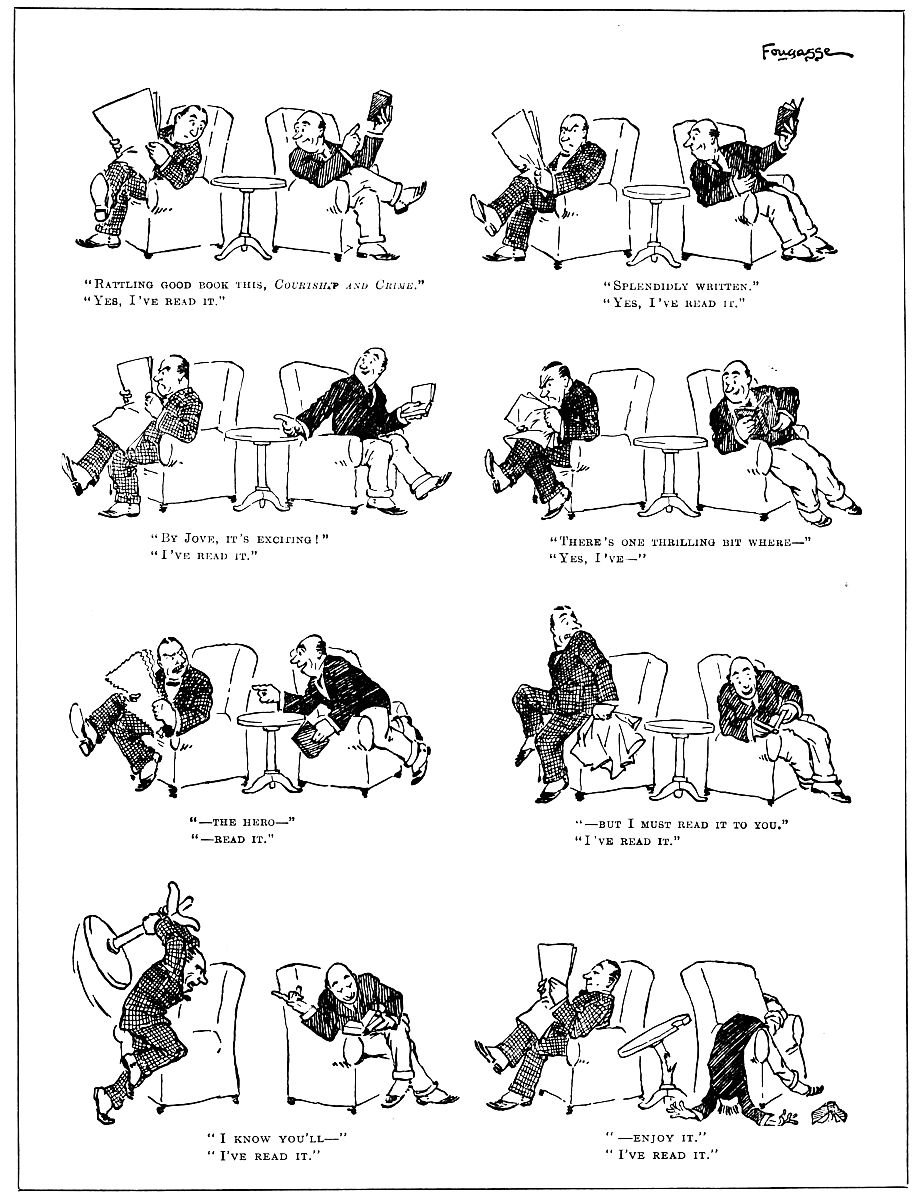 Fougasse
"RATTLING GOOD BOOK THIS, COURTSHIP AND CRIME."
"YES, I'VE READ IT."
"SPLENDIDLY WRITTEN."
"YES, I'VE READ IT."
"BY JOVE, IT'S EXCITING!"
"I'VE READ IT."
"THERE'S ONE THRILLING BIT WHERE—"
"YES, I'VE—"
"—THE HERO—"
"—READ IT."
"—BUT I MUST READ IT TO YOU."
"I'VE READ IT."
"I KNOW YOU'LL—"
"I'VE READ IT."
"—ENJOY IT."
"I'VE READ IT."